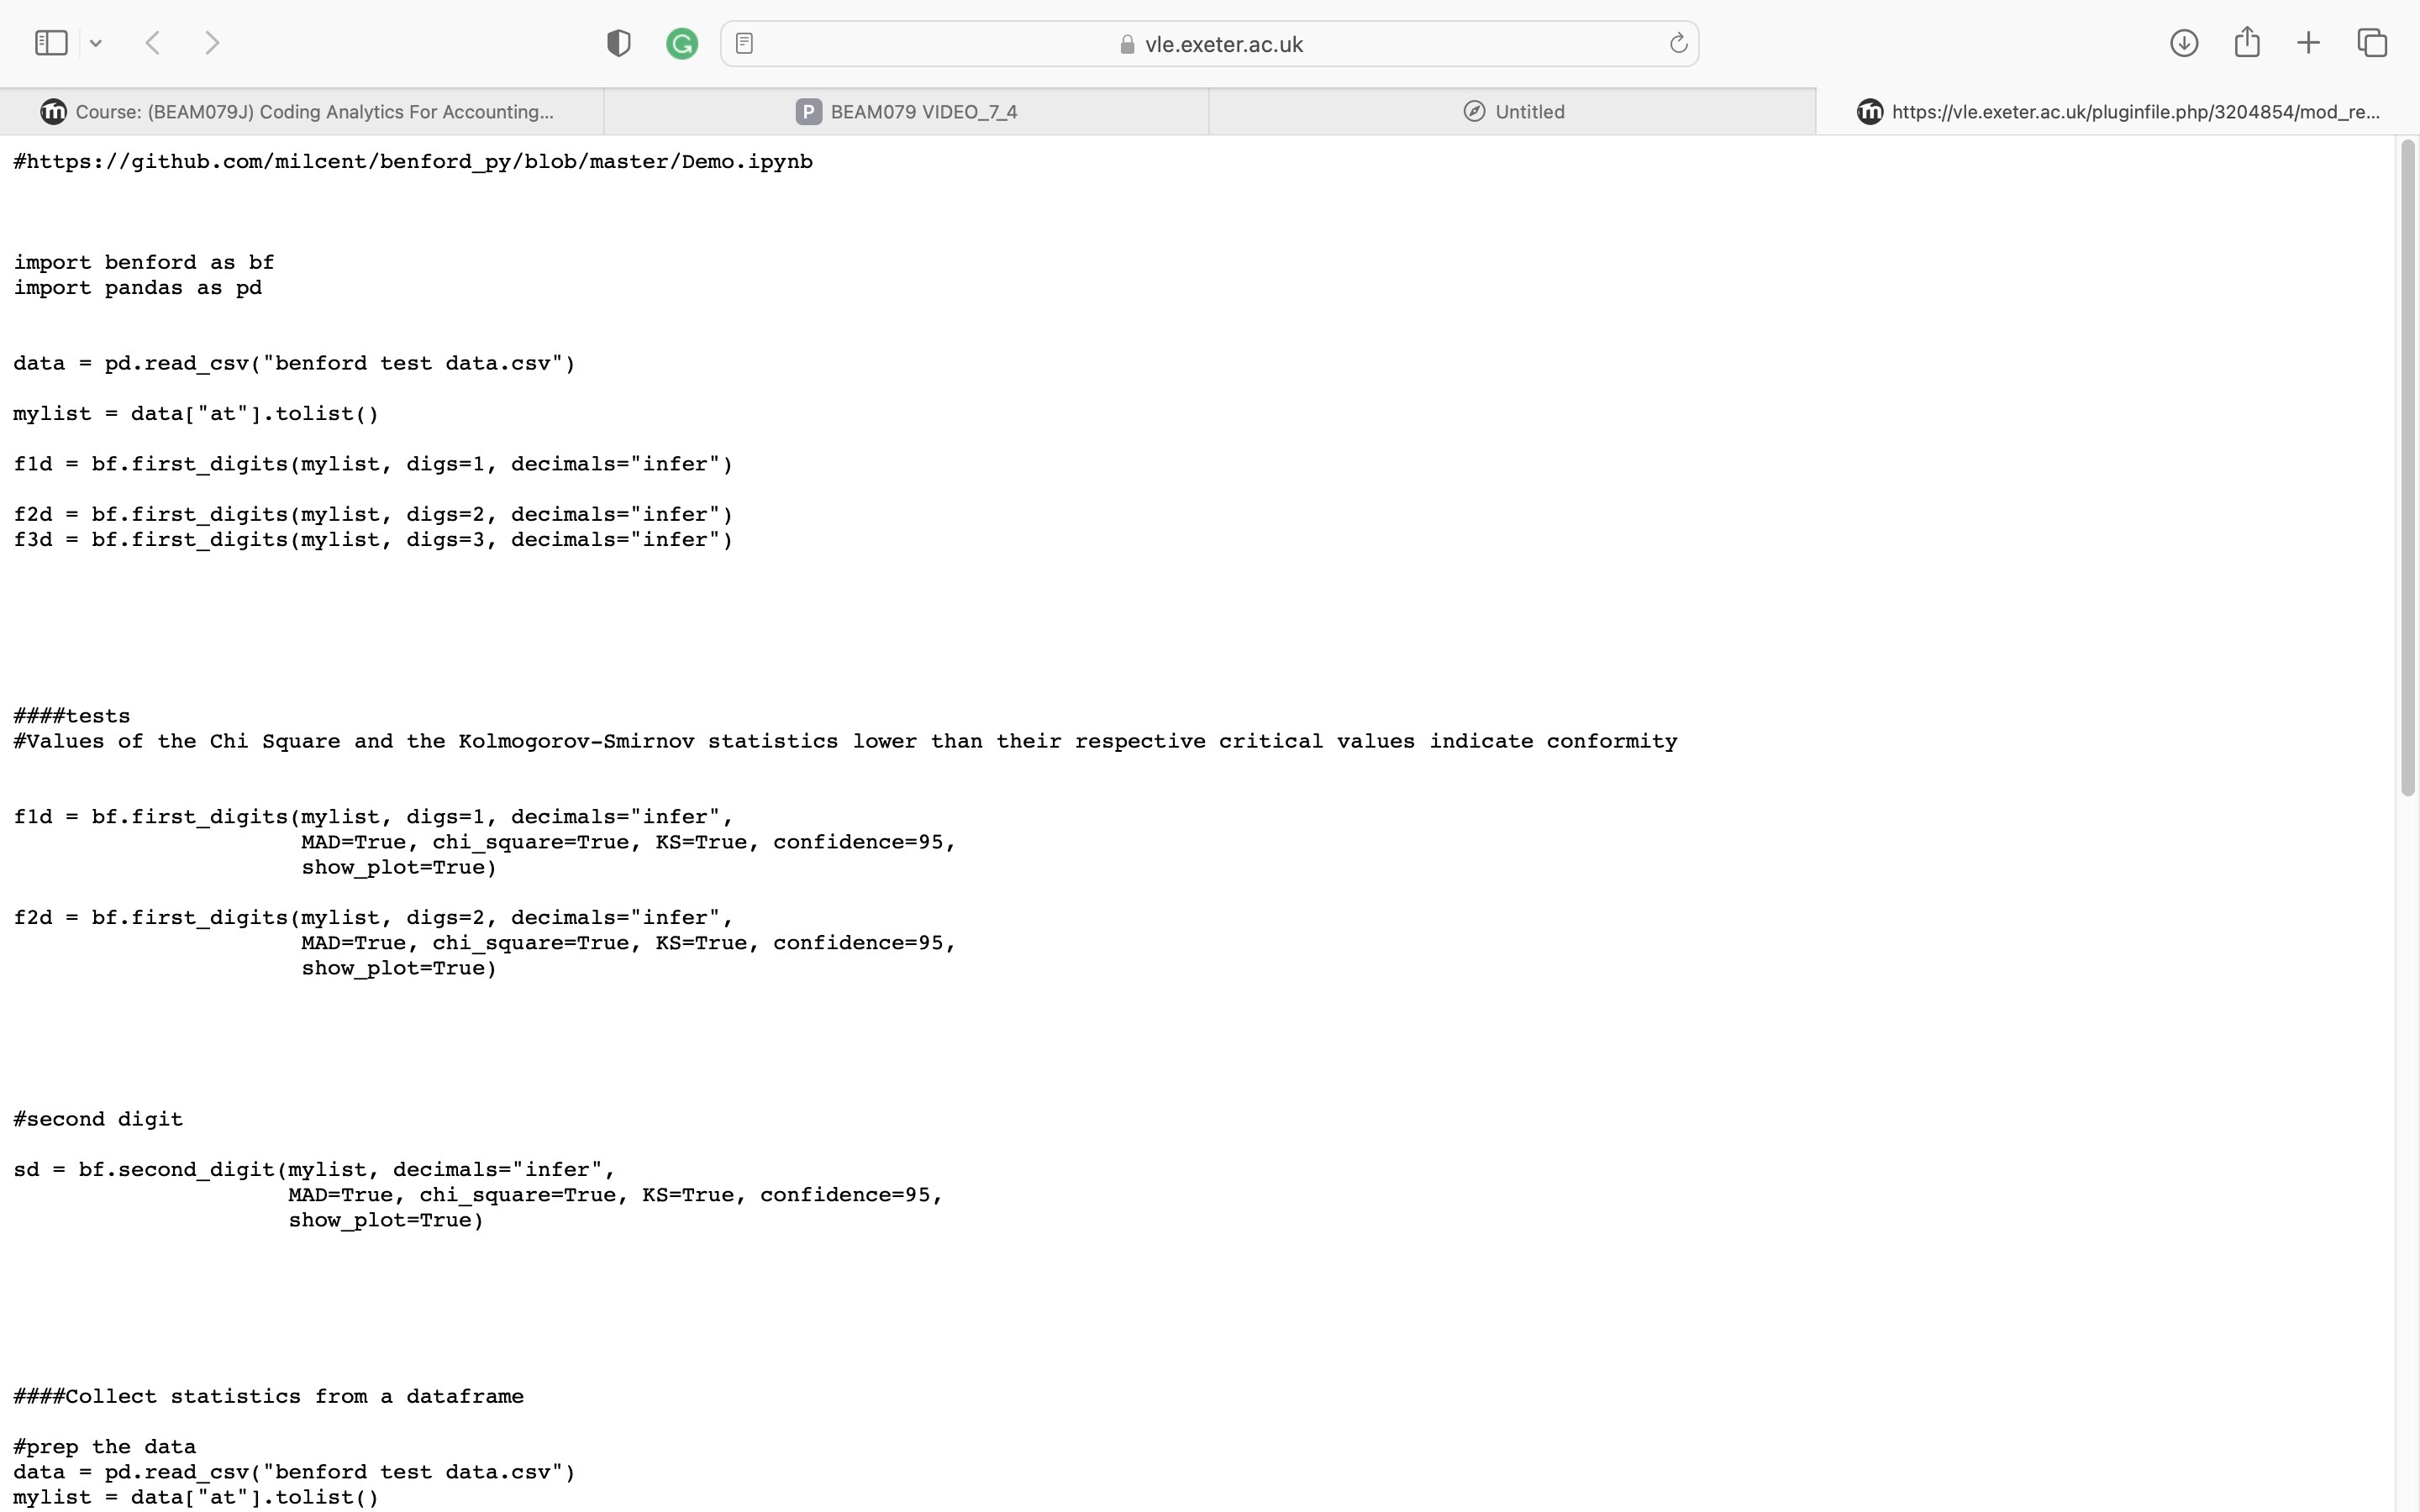 vle.exeter.ac.uk
Course: (BEAM079J) Coding Analytics For Accounting...
P BEAM079 VIDEO_7_4
Untitled
https://vle.exeter.ac.uk/pluginfile.php/3204854/mod_re...
#https://github.com/milcent/benford_py/blob/master/Demo.ipynb
import benford as bf
import pandas as pd
data = pd.read_csv("benford test data.csv")
mylist = data["at"].tolist()
f1d = bf.first_digits(mylist, digs=1, decimals="infer")
f2d = bf.first_digits(mylist, digs=2, decimals="infer")
f3d = bf.first_digits(mylist, digs=3, decimals="infer")
####tests
#Values of the Chi Square and the Kolmogorov-Smirnov statistics lower than their respective critical values indicate conformity
f1d = bf.first_digits(mylist, digs=1, decimals="infer",
MAD=True, chi_square=True, KS=True, confidence=95,
show_plot=True)
f2d = bf.first_digits(mylist, digs=2, decimals="infer",
MAD=True, chi_square=True, KS=True, confidence=95,
show_plot=True)
#second digit
sd = bf.second_digit(mylist, decimals="infer",
MAD=True, chi_square=True, KS=True, confidence=95,
show_plot=True)
####Collect statistics from a dataframe
#prep the data
data = pd.read_csv("benford test data.csv")
mylist = data["at"].tolist()